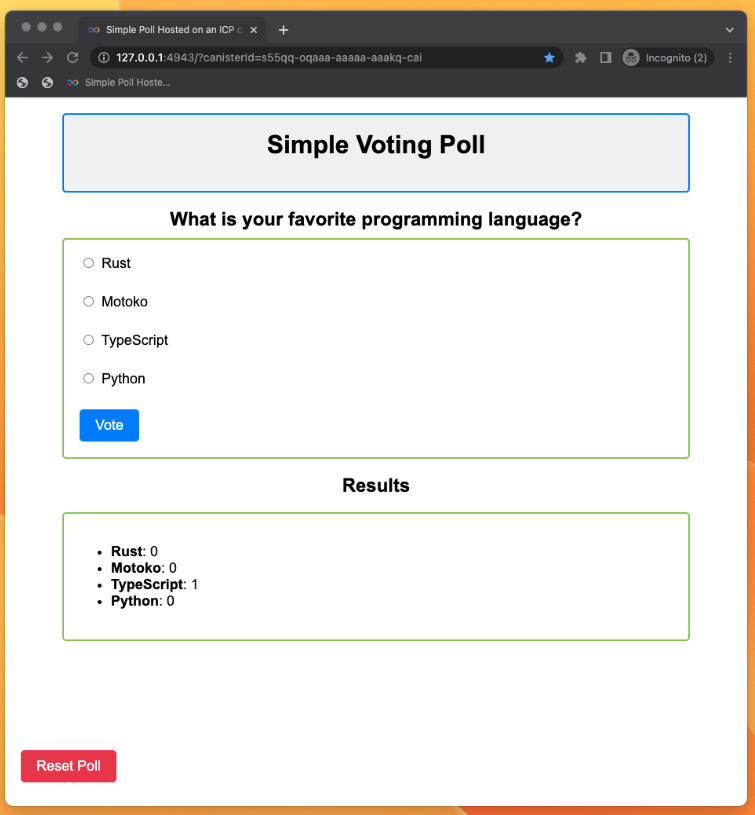 Simple Poll Hosted on an ICP c
127.0.0.1:4943/?canisterId=s55qq-oqaaa-aaaaa-aaakq-cai
Incognito (2)
Simple Poll Hoste...
Simple Voting Poll
What is your favorite programming language?
Rust
Motoko
TypeScript
Python
Vote
Results
• Rust: 0
• Motoko: 0
• TypeScript: 1
• Python: 0
Reset Poll